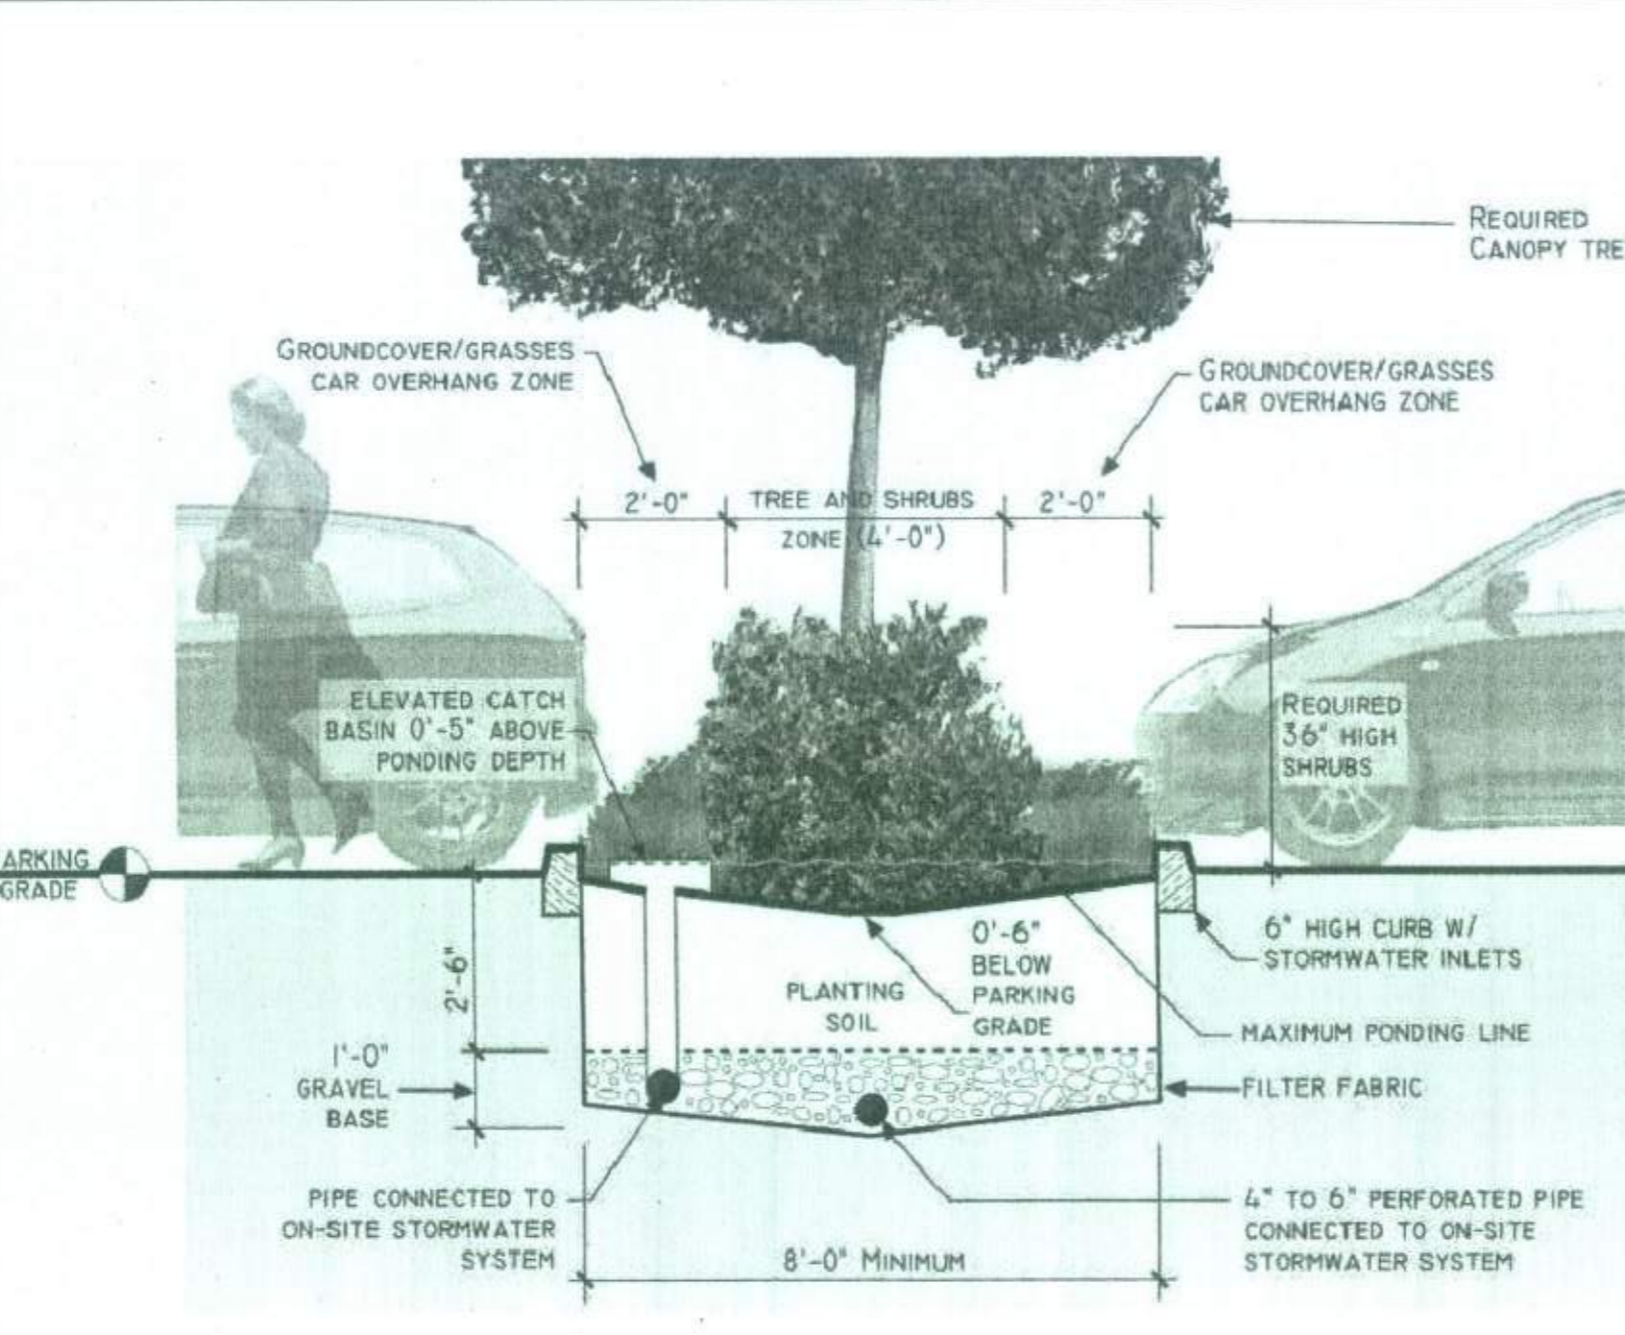 REQUIRED
CANOPY TRE
GROUNDCOVER/GRASSES
CAR OVERHANG ZONE
GROUNDCOVER/GRASSES
CAR OVERHANG ZONE
2'-0"
TREE AND SHRUBS
ZONE (4'-0")
2'-0"
ELEVATED CATCH
BASIN 0'-5" ABOVE
PONDING DEPTH
REQUIRED
36" HIGH
SHRUBS
ARKING
GRADE
2'-6"
0'-6"
BELOW
PARKING
GRADE
PLANTING
SOIL
6" HIGH CURB W/
STORMWATER INLETS
MAXIMUM PONDING LINE
1'-0"
GRAVEL
BASE
FILTER FABRIC
PIPE CONNECTED TO
ON-SITE STORMWATER
SYSTEM
8'-0" MINIMUM
4" TO 6" PERFORATED PIPE
CONNECTED TO ON-SITE
STORMWATER SYSTEM